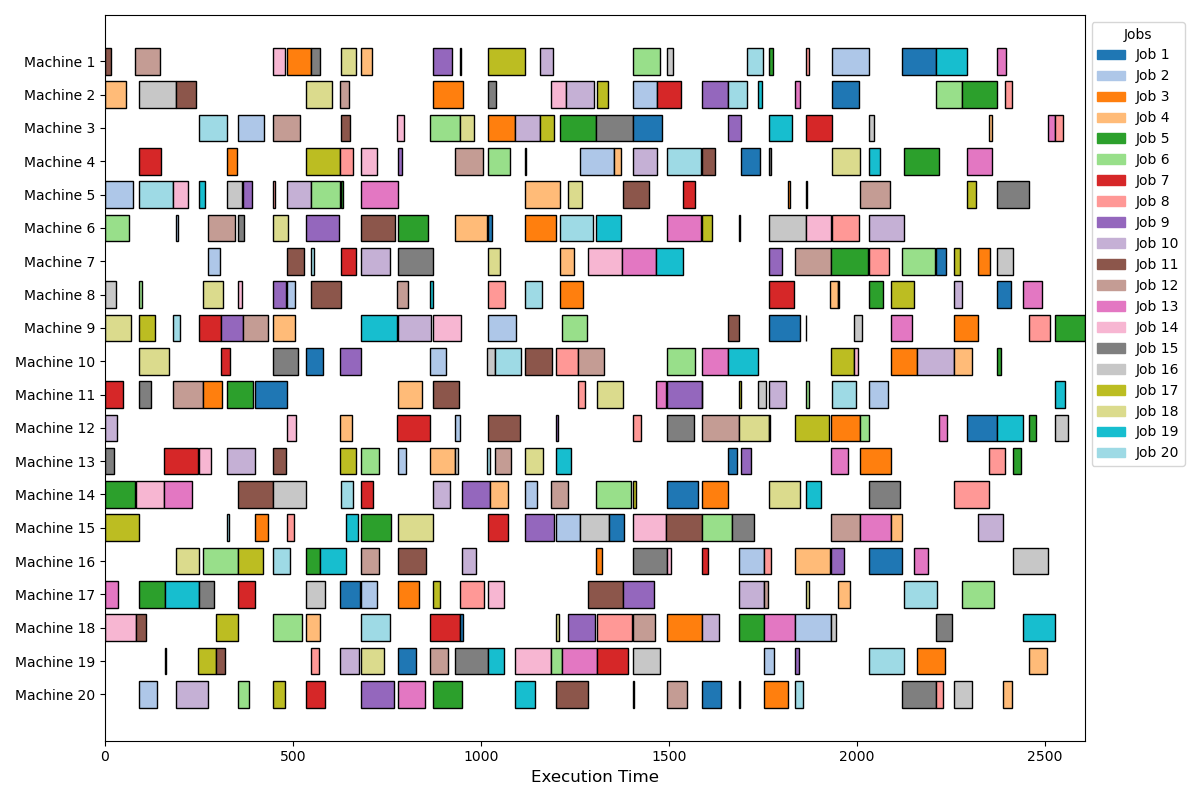 Machine 1
Machine 2
Machine 3
Machine 4
Machine 5
Machine 6
Machine 7
Machine 8
Machine 9
Machine 10
Machine 11
Machine 12
Machine 13
Machine 14
Machine 15
Machine 16
Machine 17
Machine 18
Machine 19
Machine 20
0 500 1000 1500 2000 2500
Execution Time
Jobs
Job 1
Job 2
Job 3
Job 4
Job 5
Job 6
Job 7
Job 8
Job 9
Job 10
Job 11
Job 12
Job 13
Job 14
Job 15
Job 16
Job 17
Job 18
Job 19
Job 20